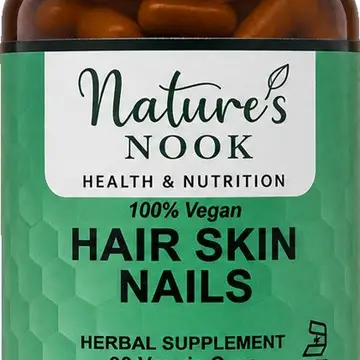 Nature's
NOOK
HEALTH & NUTRITION
100% Vegan
HAIR SKIN
NAILS
HERBAL SUPPLEMENT